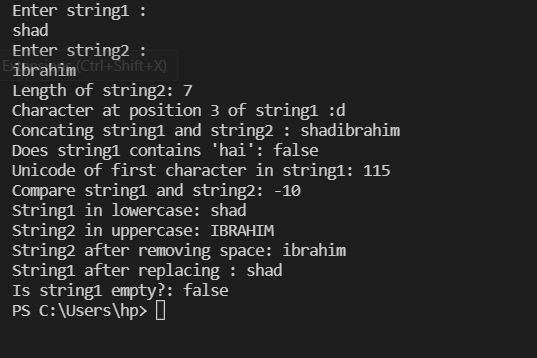 Enter string1 :
shad
Enter string2 :
Extensions (Ctrl+Shift+X)
ibrahim
Length of string2: 7
Character at position 3 of string1 :d
Concating string1 and string2 : shadibrahim
Does string1 contains 'hai': false
Unicode of first character in string1: 115
Compare string1 and string2: -10
String1 in lowercase: shad
String2 in uppercase: IBRAHIM
String2 after removing space: ibrahim
String1 after replacing : shad
Is string1 empty?: false
PS C:\Users\hp>